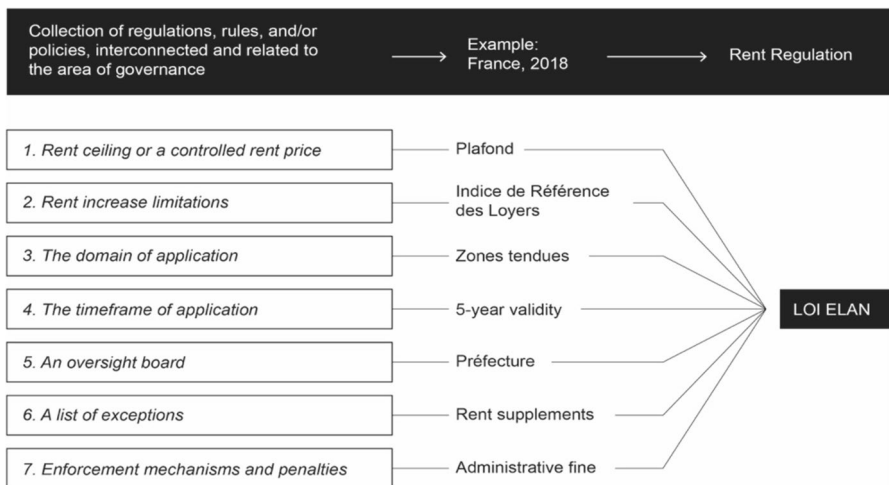 Collection of regulations, rules, and/or
policies, interconnected and related to
the area of governance
Example:
France, 2018
Rent Regulation
1. Rent ceiling or a controlled rent price
Plafond
2. Rent increase limitations
Indice de Référence
des Loyers
3. The domain of application
Zones tendues
4. The timeframe of application
5-year validity
LOI ELAN
5. An oversight board
Préfecture
6. A list of exceptions
Rent supplements
7. Enforcement mechanisms and penalties
Administrative fine